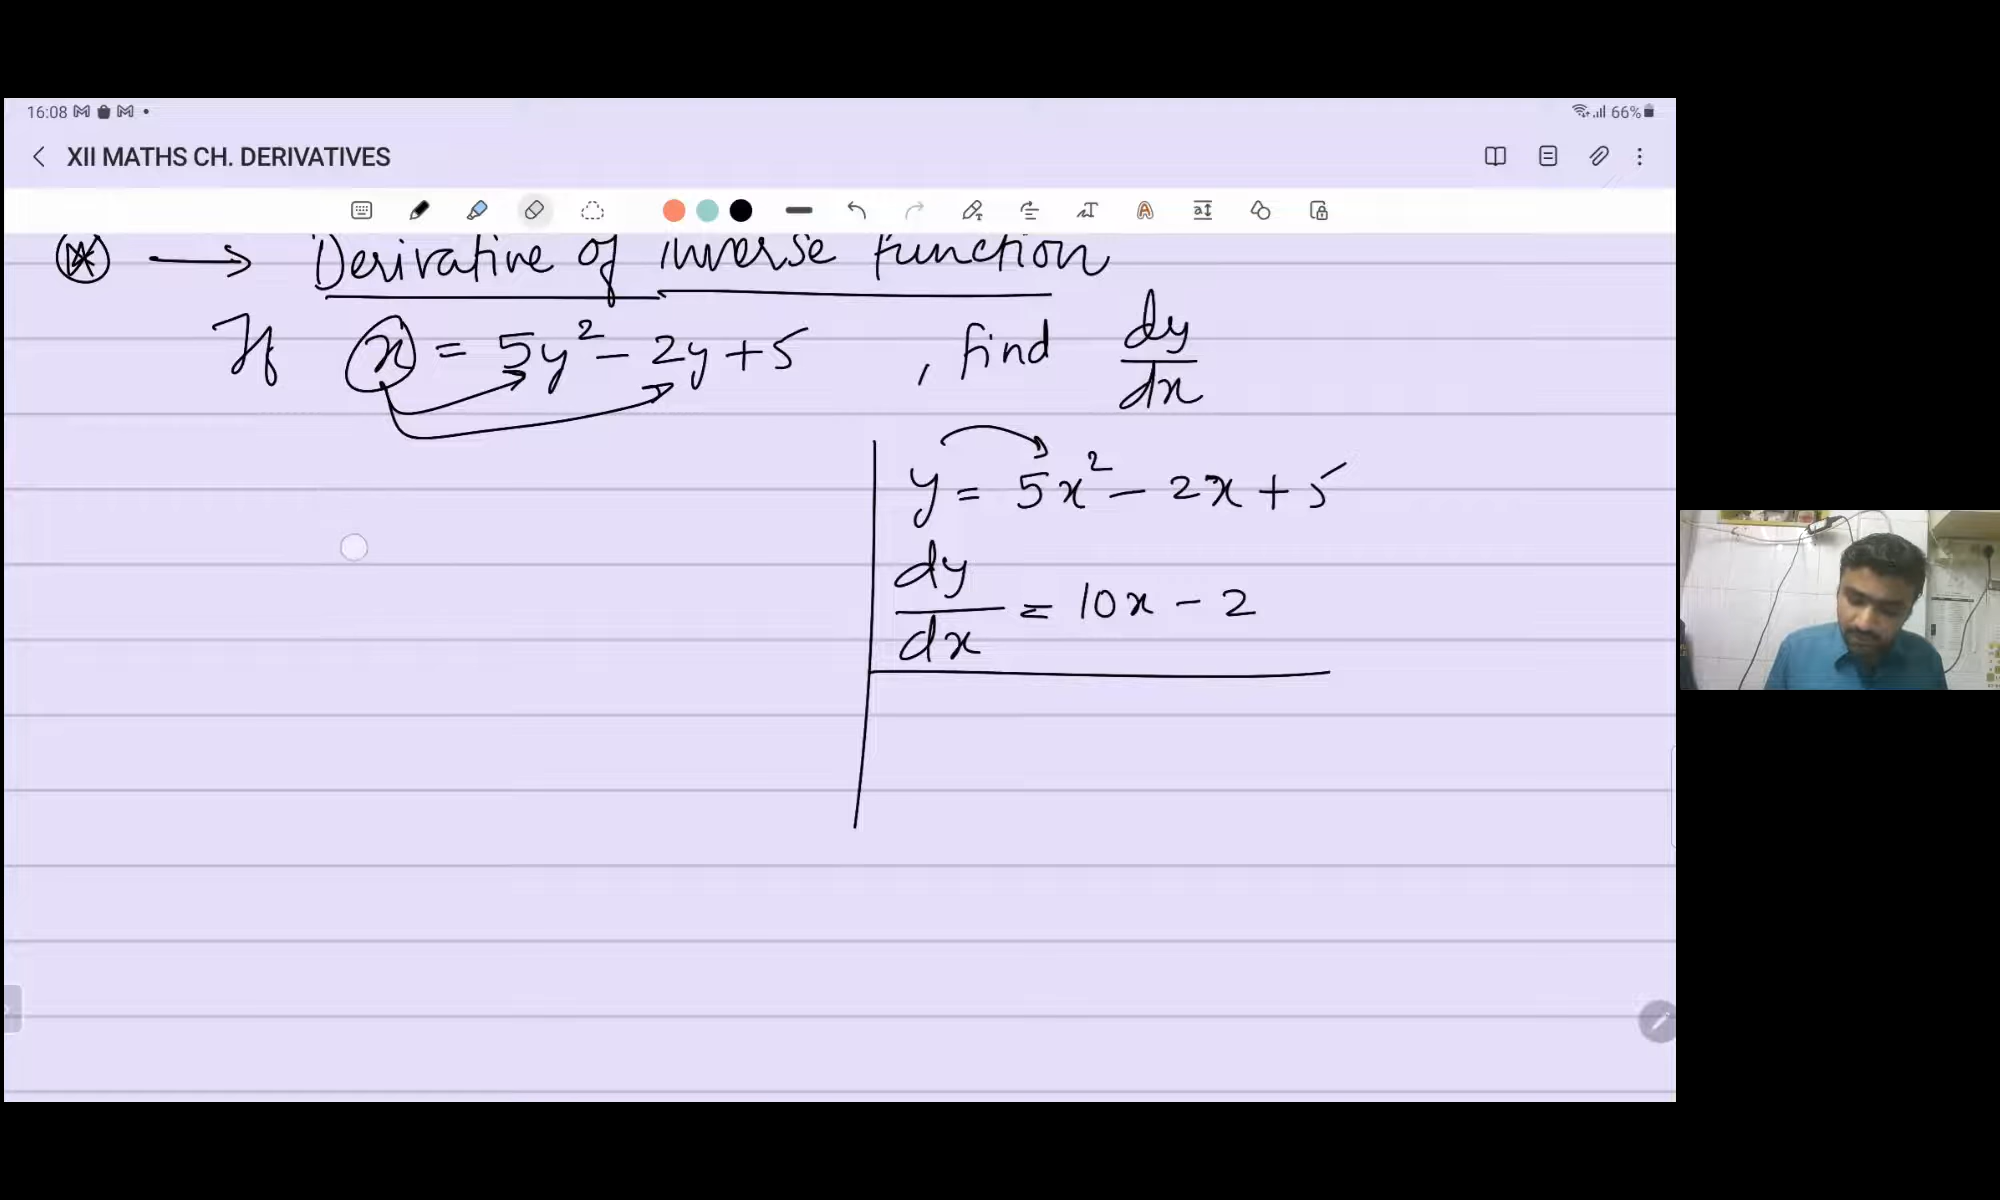 16:08
66%
XII MATHS CH. DERIVATIVES
→ Derivative of inverse function
If x = 5y² - 2y + 5 , find dy/dx
y = 5x² - 2x + 5
dy/dx = 10x - 2